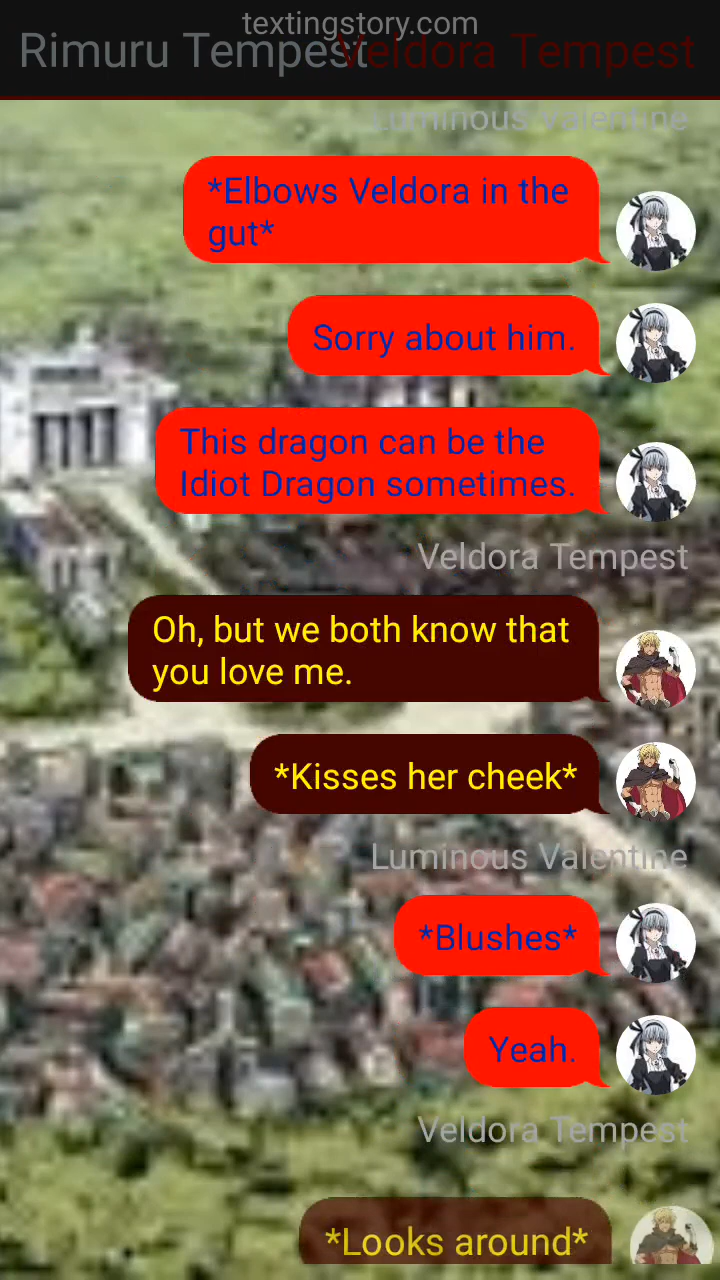 textingstory.com
Rimuru Tempest
Veldora Tempest
Luminous Valentine
*Elbows Veldora in the
gut*
Sorry about him.
This dragon can be the
Idiot Dragon sometimes.
Veldora Tempest
Oh, but we both know that
you love me.
*Kisses her cheek*
Luminous Valentine
*Blushes*
Yeah.
Veldora Tempest
*Looks around*